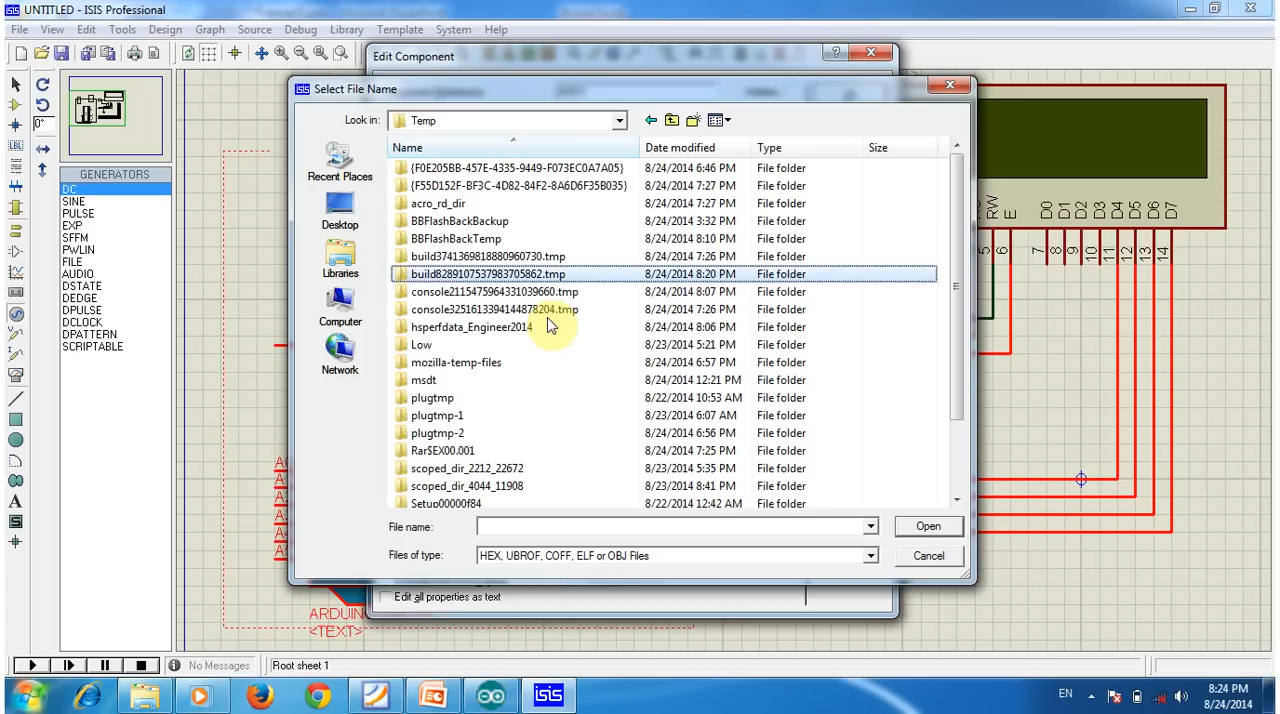 UNTITLED - ISIS Professional
File View Edit Tools Design Graph Source Debug Library Template System Help
Edit Component
Select File Name
Look in: Temp
Name Date modified Type Size
{F0E205BB-457E-4335-9449-F073EC0A7A05} 8/24/2014 6:46 PM File folder
{F55D152F-BF3C-4D82-84F2-8A6D6F35B035} 8/24/2014 7:27 PM File folder
acro_rd_dir 8/24/2014 7:27 PM File folder
BBFlashBackBackup 8/24/2014 3:32 PM File folder
BBFlashBackTemp 8/24/2014 8:10 PM File folder
build3741369818880960730.tmp 8/24/2014 7:26 PM File folder
build8289107537983705862.tmp 8/24/2014 8:20 PM File folder
console2115475964331039660.tmp 8/24/2014 8:07 PM File folder
console3251613394144878204.tmp 8/24/2014 7:26 PM File folder
hsperfdata_Engineer2014 8/24/2014 8:06 PM File folder
Low 8/23/2014 5:21 PM File folder
mozilla-temp-files 8/24/2014 6:57 PM File folder
msdt 8/24/2014 12:21 PM File folder
plugtmp 8/22/2014 10:53 AM File folder
plugtmp-1 8/23/2014 6:07 AM File folder
plugtmp-2 8/24/2014 6:56 PM File folder
Rar$EX00.001 8/24/2014 7:25 PM File folder
scoped_dir_2212_22672 8/23/2014 5:35 PM File folder
scoped_dir_4044_11908 8/23/2014 8:41 PM File folder
Setup00000f84 8/22/2014 12:42 AM File folder
Recent Places
Desktop
Libraries
Computer
Network
File name: Open
Files of type: HEX, UBROF, COFF, ELF or OBJ Files Cancel
Edit all properties as text
0°
LBL
GENERATORS
DC
SINE
PULSE
EXP
SFFM
PWLIN
FILE
AUDIO
DSTATE
DEDGE
DPULSE
DCLOCK
DPATTERN
SCRIPTABLE
RW
E
D0
D1
D2
D3
D4
D5
D6
D7
5
6
7
8
9
10
11
12
13
14
ARDUIN
<TEXT>
No Messages Root sheet 1
isis
EN
8:24 PM
8/24/2014